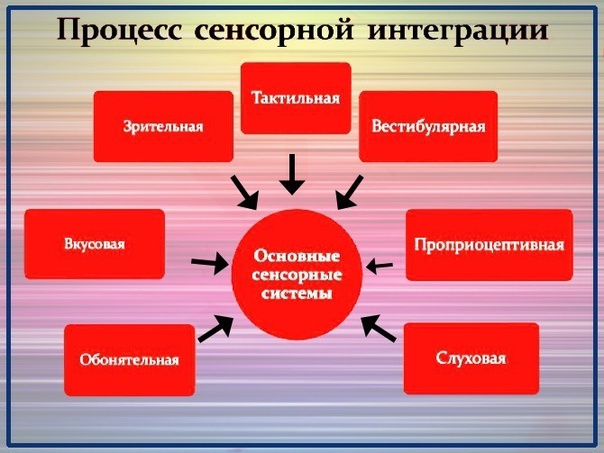 Процесс сенсорной интеграции
Тактильная
Зрительная
Вестибулярная
Вкусовая
Проприоцептивная
Основные
сенсорные
системы
Обонятельная
Слуховая